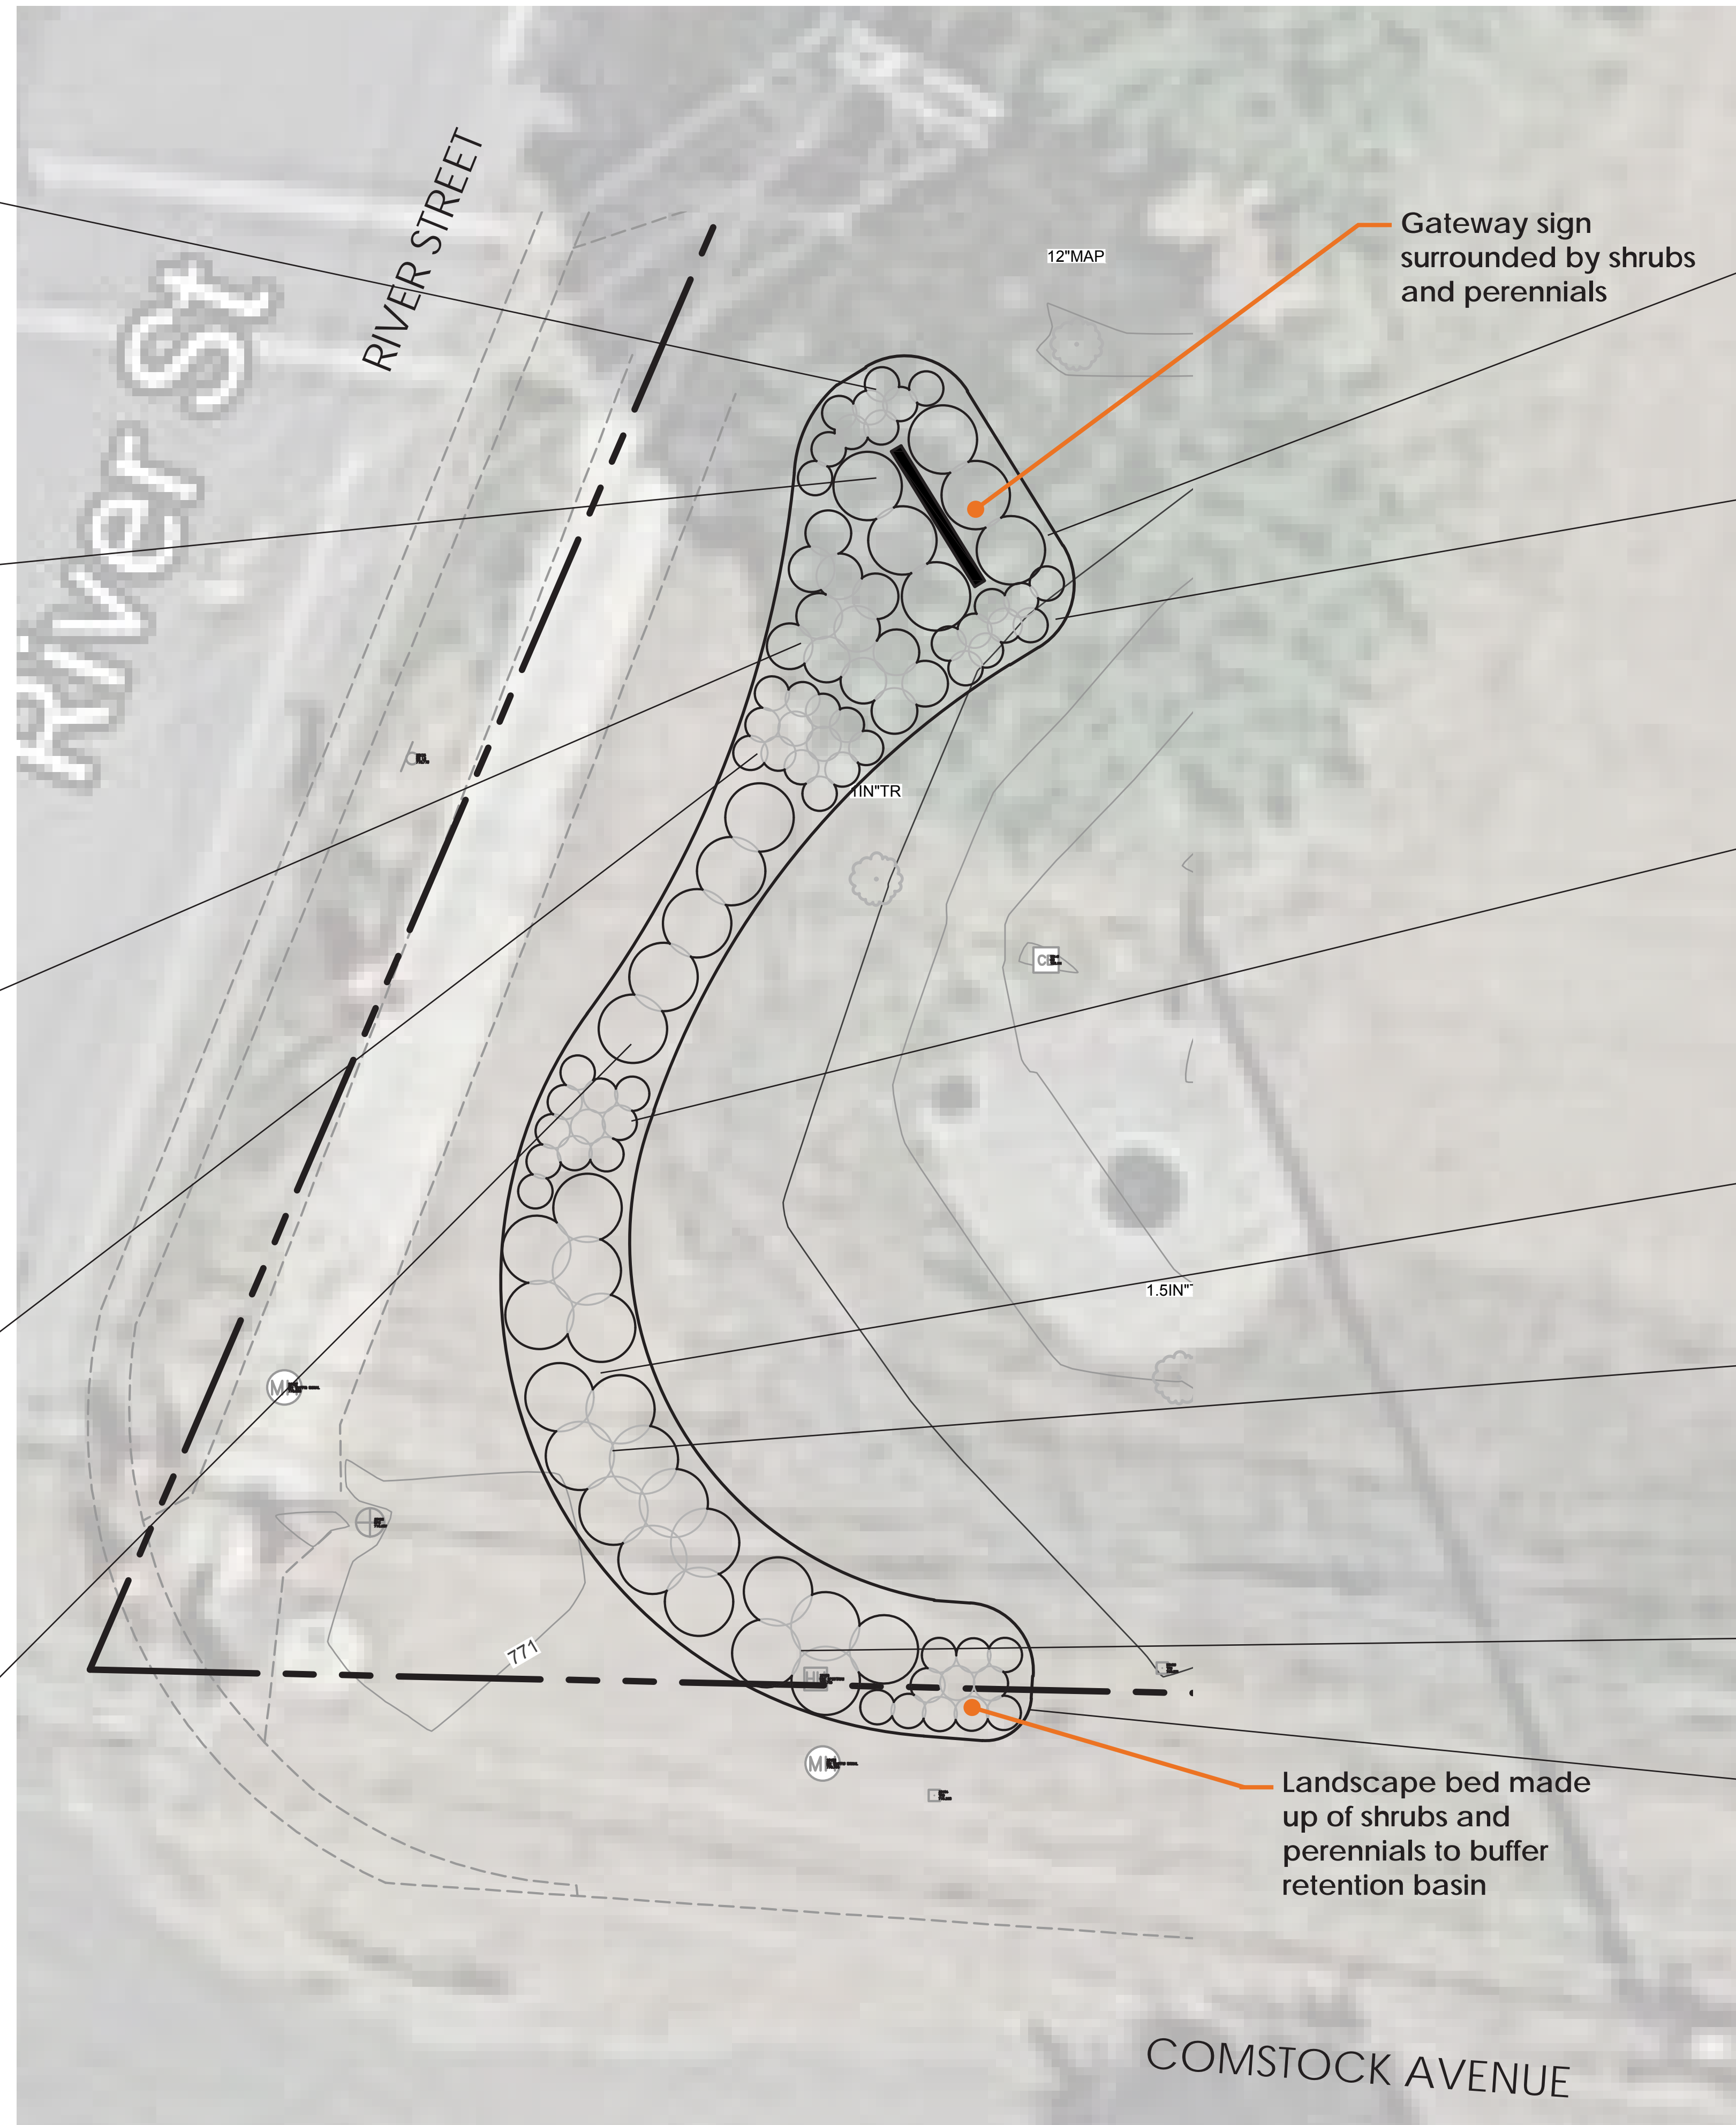 RIVER STREET
River St
12"MAP
Gateway sign
surrounded by shrubs
and perennials
1IN"TR
1.5IN"
771
Landscape bed made
up of shrubs and
perennials to buffer
retention basin
COMSTOCK AVENUE